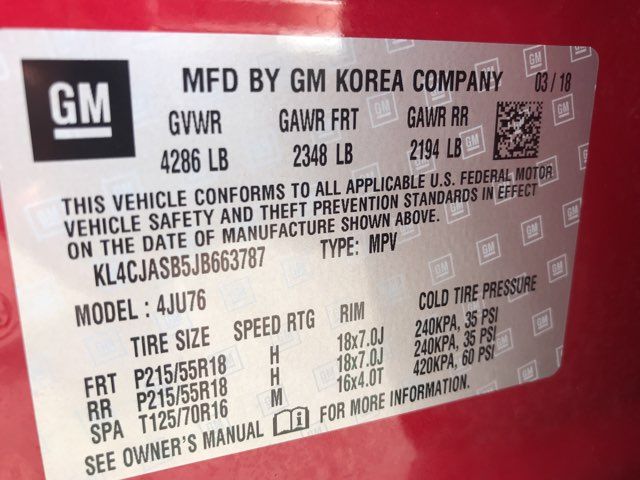 GM
MFD BY GM KOREA COMPANY 03 / 18
GVWR GAWR FRT GAWR RR
4286 LB 2348 LB 2194 LB
THIS VEHICLE CONFORMS TO ALL APPLICABLE U.S. FEDERAL MOTOR
VEHICLE SAFETY AND THEFT PREVENTION STANDARDS IN EFFECT
ON THE DATE OF MANUFACTURE SHOWN ABOVE.
KL4CJASB5JB663787 TYPE: MPV
MODEL : 4JU76
TIRE SIZE SPEED RTG RIM COLD TIRE PRESSURE
FRT P215/55R18 H 18x7.0J 240KPA, 35 PSI
RR P215/55R18 H 18x7.0J 240KPA, 35 PSI
SPA T125/70R16 M 16x4.0T 420KPA, 60 PSI
SEE OWNER'S MANUAL FOR MORE INFORMATION.